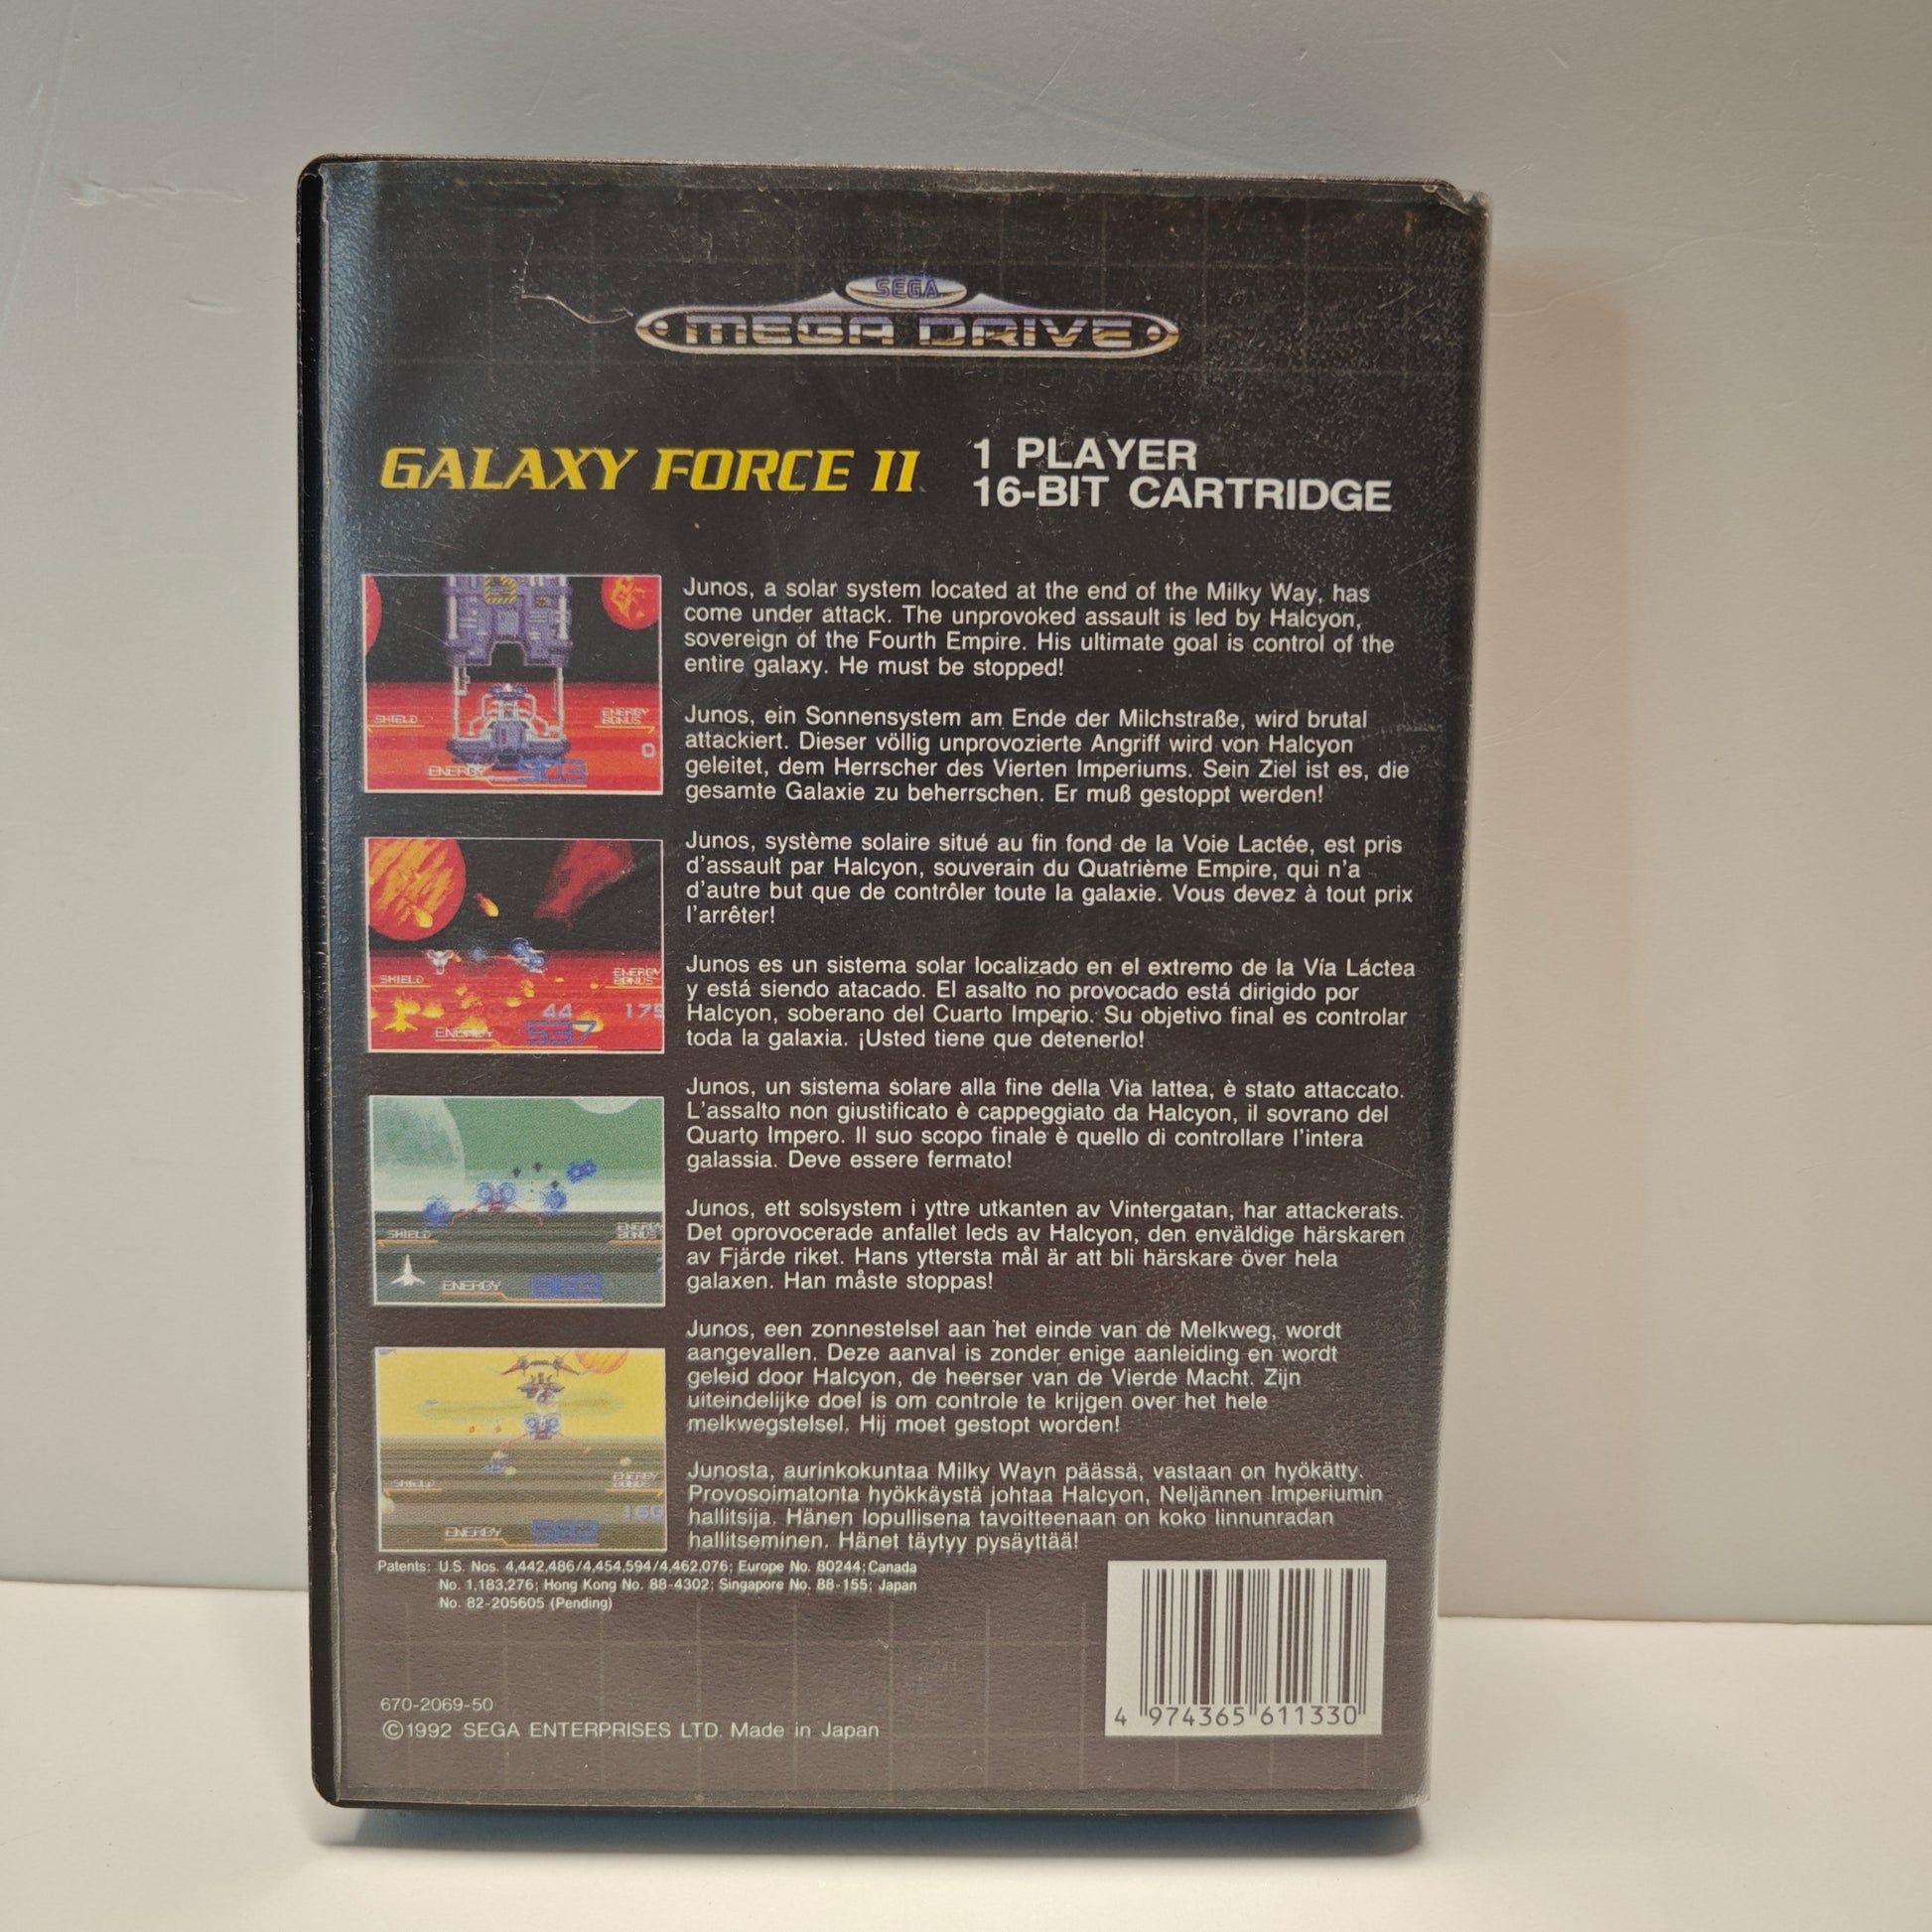 SEGA
MEGA DRIVE
GALAXY FORCE II
1 PLAYER
16-BIT CARTRIDGE
Junos, a solar system located at the end of the Milky Way, has
come under attack. The unprovoked assault is led by Halcyon,
sovereign of the Fourth Empire. His ultimate goal is control of the
entire galaxy. He must be stopped!
SHIELD
ENERGY
BONUS
0
ENERGY
903
Junos, ein Sonnensystem am Ende der Milchstraße, wird brutal
attackiert. Dieser völlig unprovozierte Angriff wird von Halcyon
geleitet, dem Herrscher des Vierten Imperiums. Sein Ziel ist es, die
gesamte Galaxie zu beherrschen. Er muß gestoppt werden!
Junos, système solaire situé au fin fond de la Voie Lactée, est pris
d'assault par Halcyon, souverain du Quatrième Empire, qui n'a
d'autre but que de contrôler toute la galaxie. Vous devez à tout prix
l'arrêter!
SHIELD
ENERGY
BONUS
44
175
ENERGY
537
Junos es un sistema solar localizado en el extremo de la Vía Láctea
y está siendo atacado. El asalto no provocado está dirigido por
Halcyon, soberano del Cuarto Imperio. Su objetivo final es controlar
toda la galaxia. ¡Usted tiene que detenerlo!
Junos, un sistema solare alla fine della Via lattea, è stato attaccato.
L'assalto non giustificato è cappeggiato da Halcyon, il sovrano del
Quarto Impero. Il suo scopo finale è quello di controllare l'intera
galassia. Deve essere fermato!
SHIELD
ENERGY
BONUS
ENERGY
Junos, ett solsystem i yttre utkanten av Vintergatan, har attackerats.
Det oprovocerade anfallet leds av Halcyon, den enväldige härskaren
av Fjärde riket. Hans yttersta mål är att bli härskare över hela
galaxen. Han måste stoppas!
Junos, een zonnestelsel aan het einde van de Melkweg, wordt
aangevallen. Deze aanval is zonder enige aanleiding en wordt
geleid door Halcyon, de heerser van de Vierde Macht. Zijn
uiteindelijke doel is om controle te krijgen over het hele
melkwegstelsel. Hij moet gestopt worden!
SHIELD
ENERGY
BONUS
160
ENERGY
Junosta, aurinkokuntaa Milky Wayn päässä, vastaan on hyökätty.
Provosoimatonta hyökkäystä johtaa Halcyon, Neljännen Imperiumin
hallitsija. Hänen lopullisena tavoitteenaan on koko linnunradan
hallitseminen. Hänet täytyy pysäyttää!
Patents: U.S. Nos. 4,442,486/4,454,594/4,462,076; Europe No. 80244; Canada
No. 1,183,276; Hong Kong No. 88-4302; Singapore No. 88-155; Japan
No. 82-205605 (Pending)
670-2069-50
©1992 SEGA ENTERPRISES LTD. Made in Japan
4 974365 611330